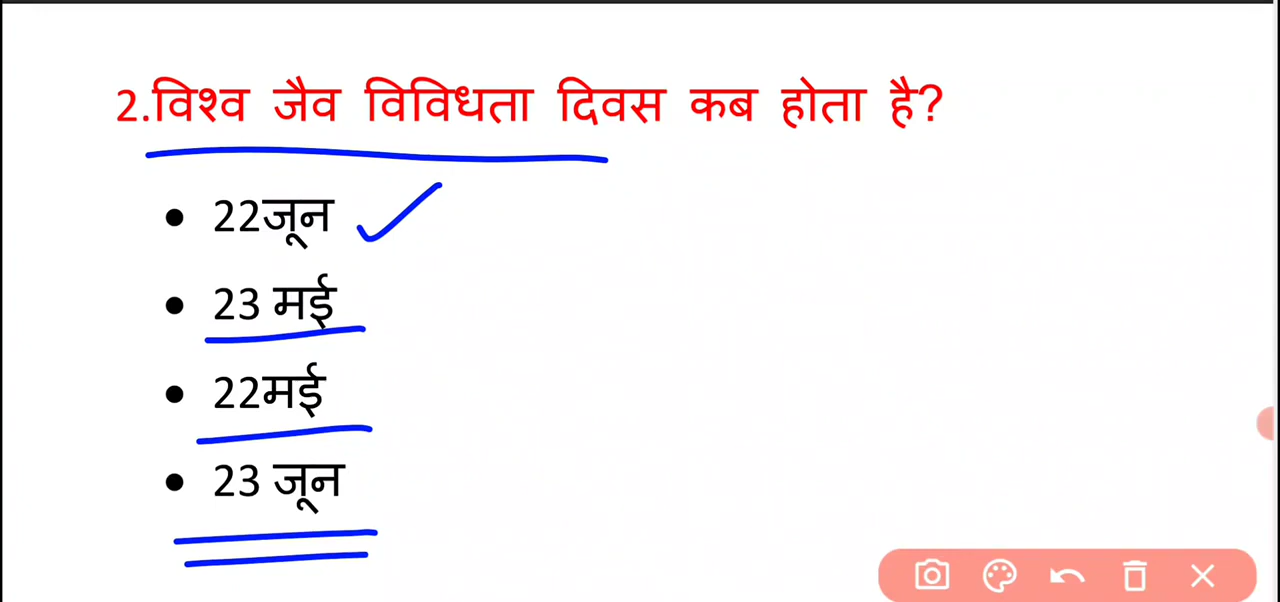 2.विश्व जैव विविधता दिवस कब होता है?
• 22जून
• 23 मई
• 22मई
• 23 जून